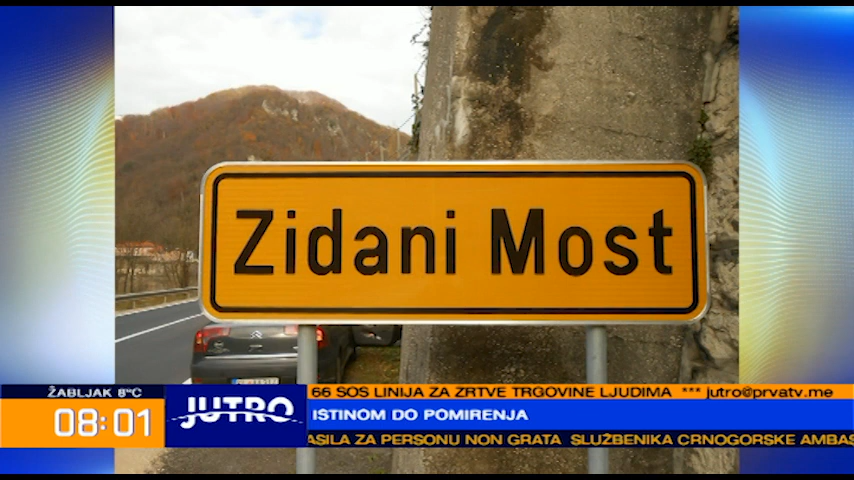 Zidani Most
ŽABLJAK 8°C
08:01
JUTRO
66 SOS LINIJA ZA ZRTVE TRGOVINE LJUDIMA *** jutro@prvatv.me
ISTINOM DO POMIRENJA
ASILA ZA PERSONU NON GRATA SLUŽBENIKA CRNOGORSKE AMBAS